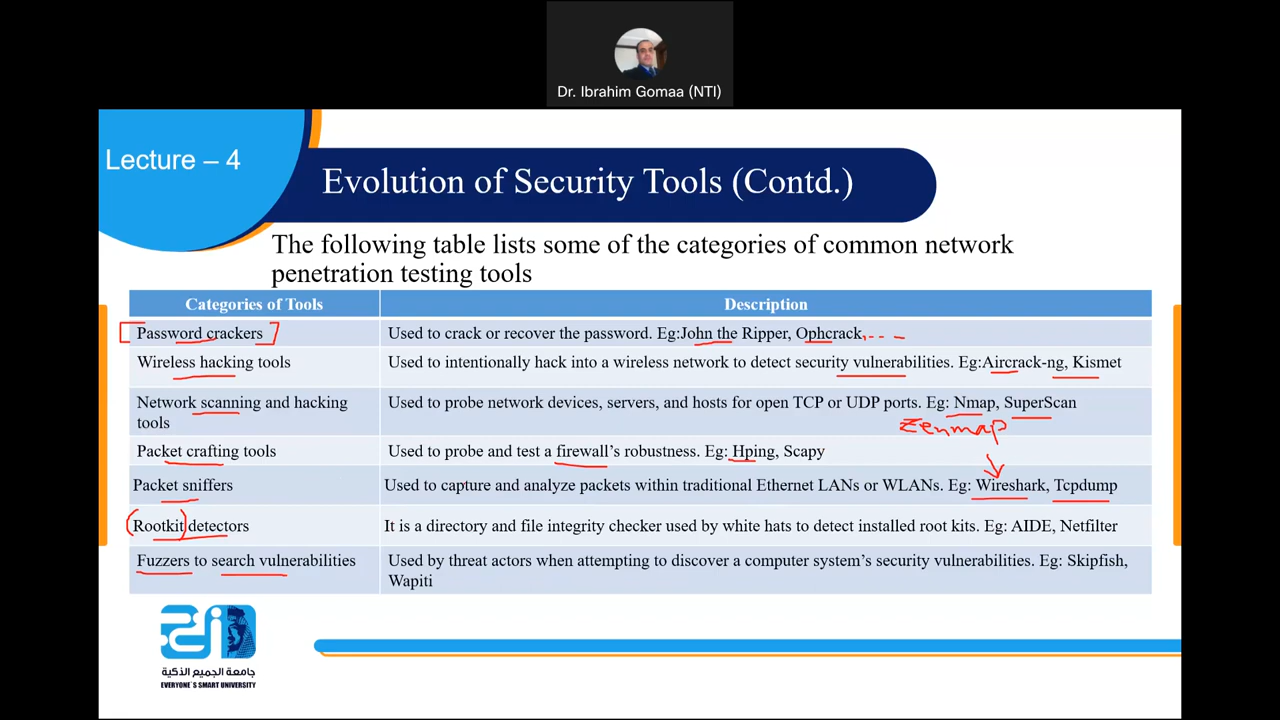 Dr. Ibrahim Gomaa (NTI)
Lecture – 4
Evolution of Security Tools (Contd.)
The following table lists some of the categories of common network
penetration testing tools
Categories of Tools Description
Password crackers Used to crack or recover the password. Eg:John the Ripper, Ophcrack,
Wireless hacking tools Used to intentionally hack into a wireless network to detect security vulnerabilities. Eg:Aircrack-ng, Kismet
Network scanning and hacking
tools
Used to probe network devices, servers, and hosts for open TCP or UDP ports. Eg: Nmap, SuperScan
Zenmap
Packet crafting tools Used to probe and test a firewall’s robustness. Eg: Hping, Scapy
Packet sniffers Used to capture and analyze packets within traditional Ethernet LANs or WLANs. Eg: Wireshark, Tcpdump
Rootkit detectors It is a directory and file integrity checker used by white hats to detect installed root kits. Eg: AIDE, Netfilter
Fuzzers to search vulnerabilities Used by threat actors when attempting to discover a computer system’s security vulnerabilities. Eg: Skipfish,
Wapiti
جامعة الجميع الذكية
EVERYONE`S SMART UNIVERSITY